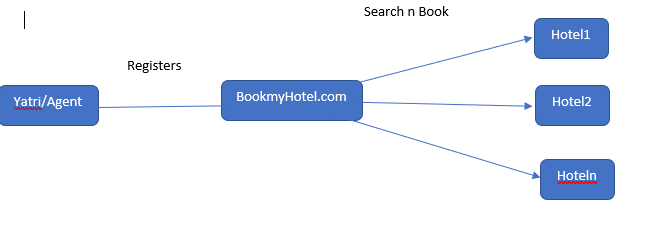 Search n Book
Hotel1
Registers
Yatri/Agent
BookmyHotel.com
Hotel2
Hoteln